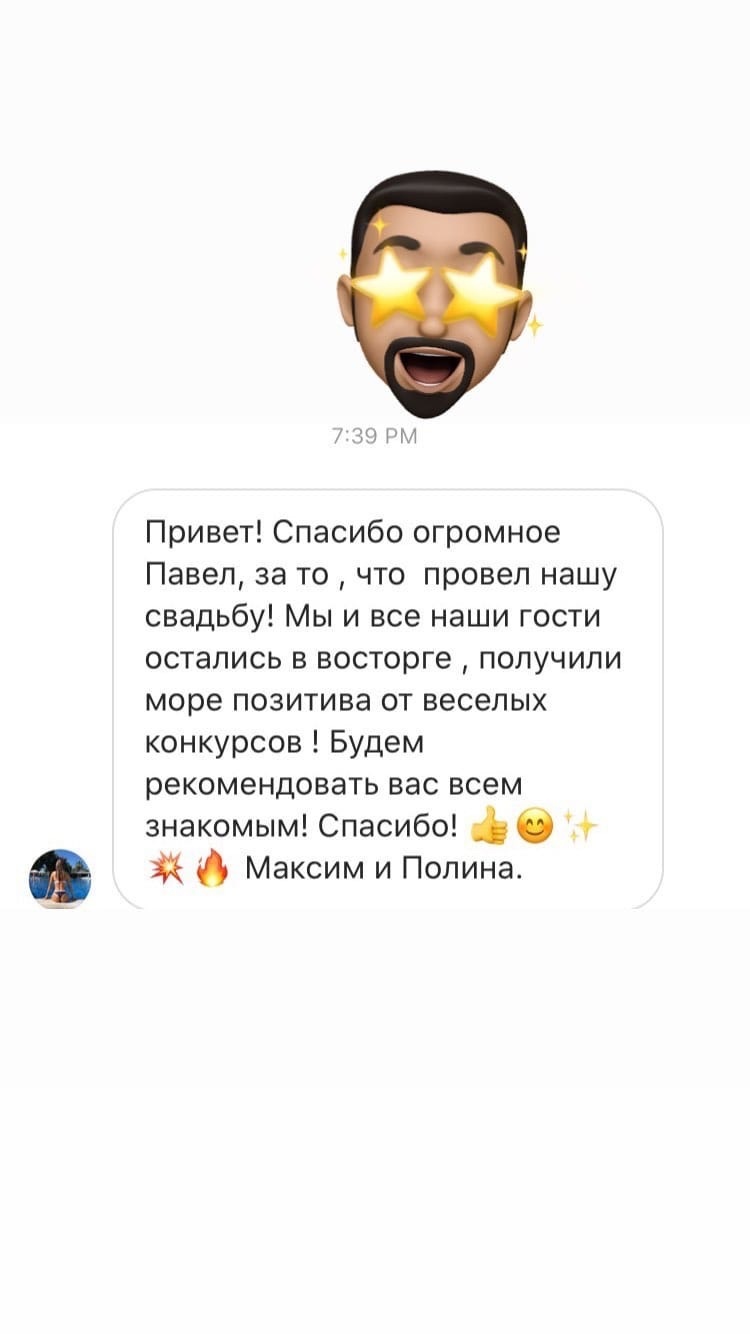 7:39 PM
Привет! Спасибо огромное
Павел, за то , что  провел нашу
свадьбу! Мы и все наши гости
остались в восторге , получили
море позитива от веселых
конкурсов ! Будем
рекомендовать вас всем
знакомым! Спасибо! 👍😊✨
💥🔥 Максим и Полина.